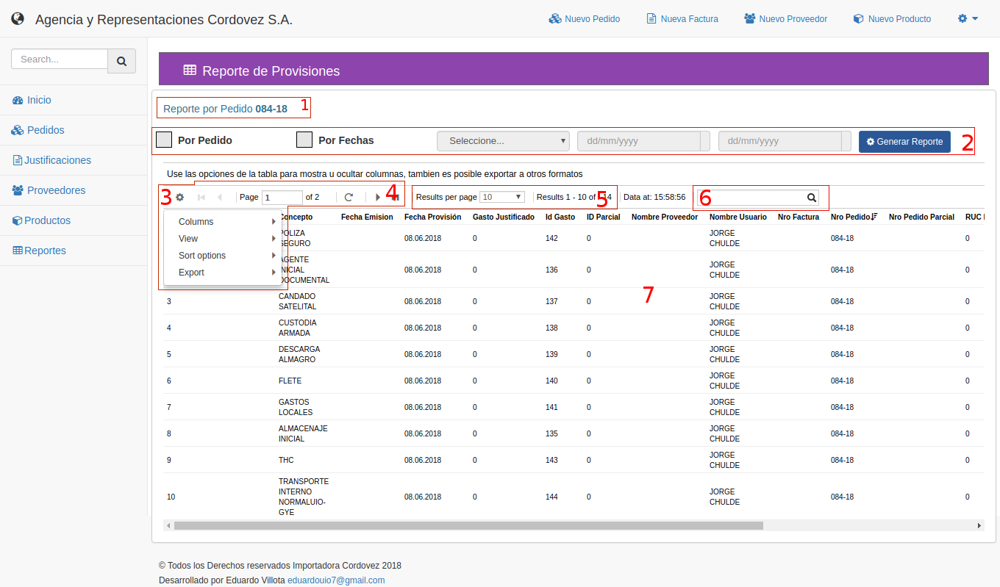 Agencia y Representaciones Cordovez S.A.
Nuevo Pedido
Nueva Factura
Nuevo Proveedor
Nuevo Producto
Search...
Inicio
Pedidos
Justificaciones
Proveedores
Productos
Reportes
Reporte de Provisiones
Reporte por Pedido 084-18 1
Por Pedido Por Fechas Seleccione... dd/mm/yyyy dd/mm/yyyy Generar Reporte 2
Use las opciones de la tabla para mostra u ocultar columnas, tambien es posible exportar a otros formatos
3 Page 1 of 2 4 Results per page 10 Results 1 - 10 of 14 5 Data at: 15:58:56 6
Columns
View
Sort options
Export
Concepto Fecha Emision Fecha Provisión Gasto Justificado Id Gasto ID Parcial Nombre Proveedor Nombre Usuario Nro Factura Nro Pedido Nro Pedido Parcial RUC
POLIZA SEGURO 08.06.2018 0 142 0 JORGE CHULDE 084-18 0
AGENTE INICIAL DOCUMENTAL 08.06.2018 0 136 0 JORGE CHULDE 084-18 0
7
3 CANDADO SATELITAL 08.06.2018 0 137 0 JORGE CHULDE 084-18 0
4 CUSTODIA ARMADA 08.06.2018 0 138 0 JORGE CHULDE 084-18 0
5 DESCARGA ALMAGRO 08.06.2018 0 139 0 JORGE CHULDE 084-18 0
6 FLETE 08.06.2018 0 140 0 JORGE CHULDE 084-18 0
7 GASTOS LOCALES 08.06.2018 0 141 0 JORGE CHULDE 084-18 0
8 ALMACENAJE INICIAL 08.06.2018 0 135 0 JORGE CHULDE 084-18 0
9 THC 08.06.2018 0 143 0 JORGE CHULDE 084-18 0
10 TRANSPORTE INTERNO NORMALUIO-GYE 08.06.2018 0 144 0 JORGE CHULDE 084-18 0
© Todos los Derechos reservados Importadora Cordovez 2018
Desarrollado por Eduardo Villota eduardouio7@gmail.com